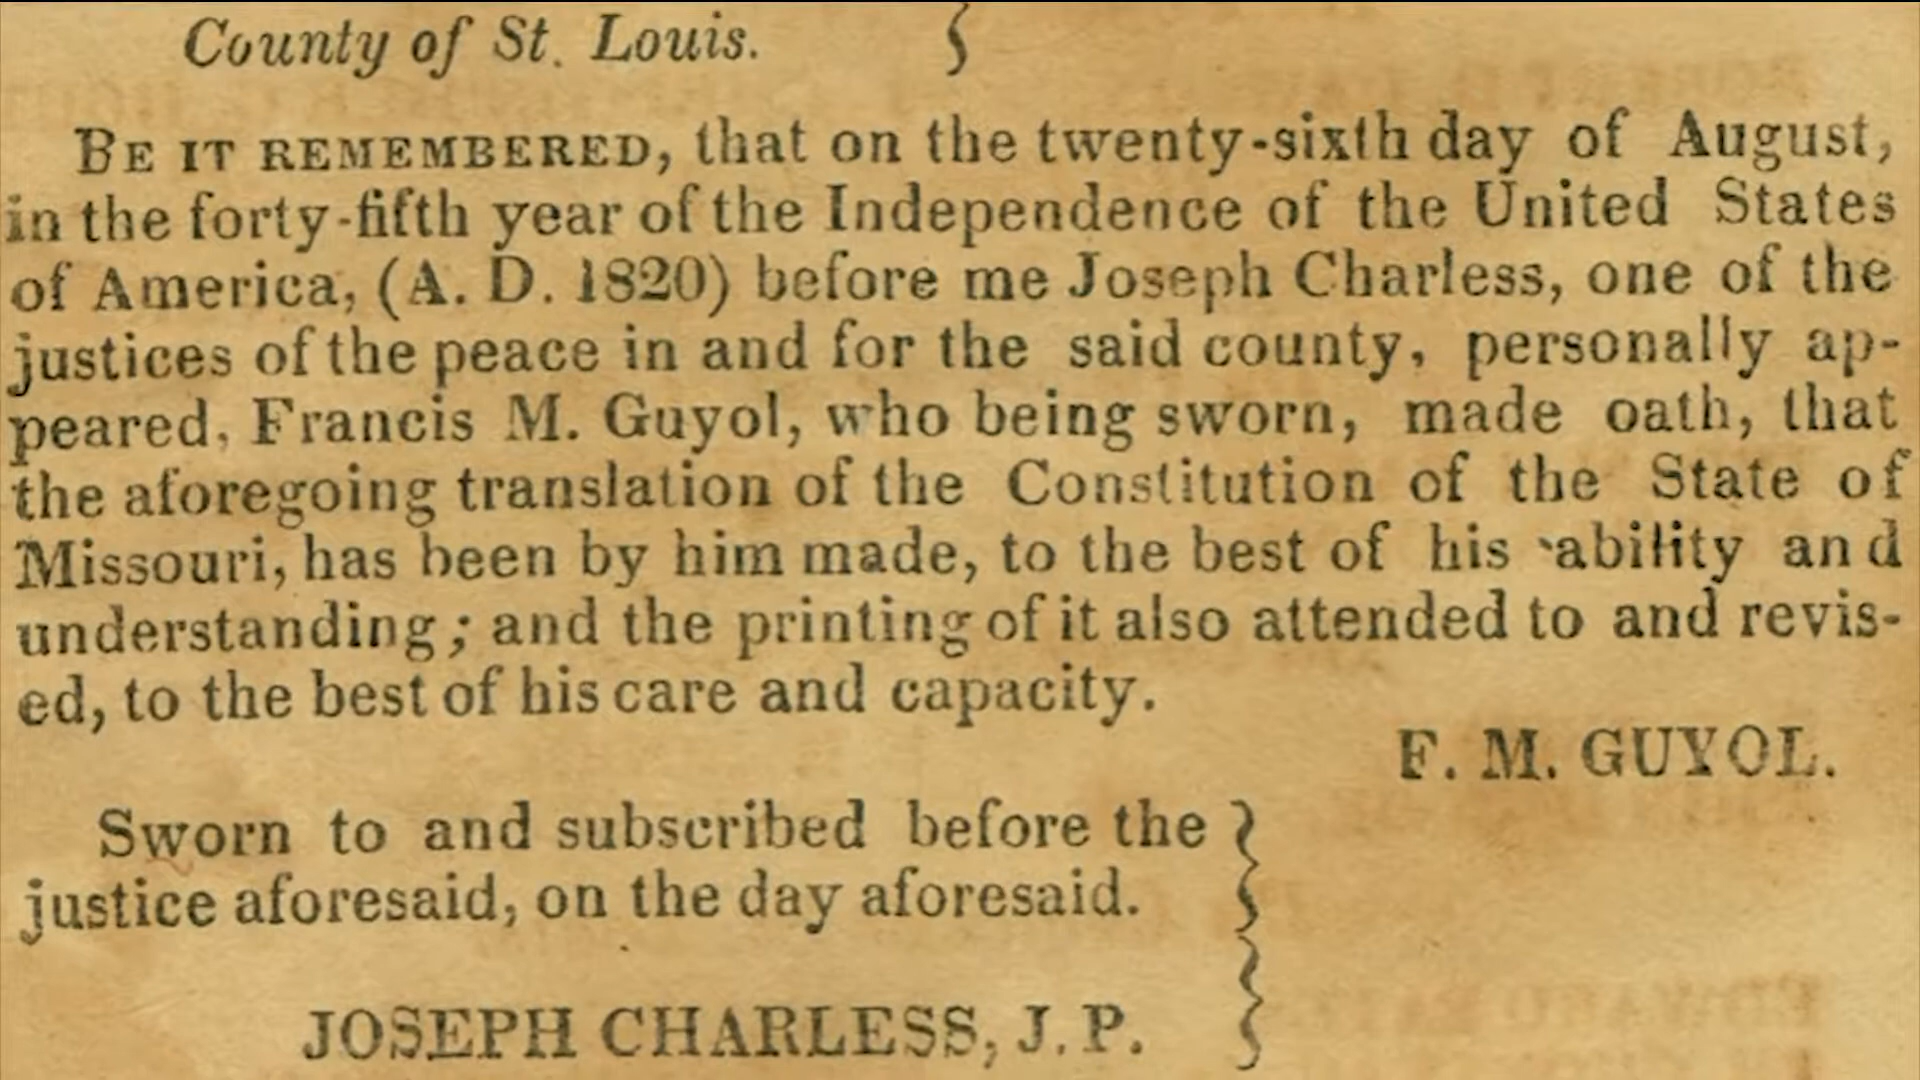 County of St. Louis.
BE IT REMEMBERED, that on the twenty-sixth day of August,
in the forty-fifth year of the Independence of the United States
of America, (A. D. 1820) before me Joseph Charless, one of the
justices of the peace in and for the said county, personally ap-
peared, Francis M. Guyol, who being sworn, made oath, that
the aforegoing translation of the Constitution of the State of
Missouri, has been by him made, to the best of his ability and
understanding; and the printing of it also attended to and revis-
ed, to the best of his care and capacity.
F. M. GUYOL.
Sworn to and subscribed before the
justice aforesaid, on the day aforesaid.
JOSEPH CHARLESS, J. P.